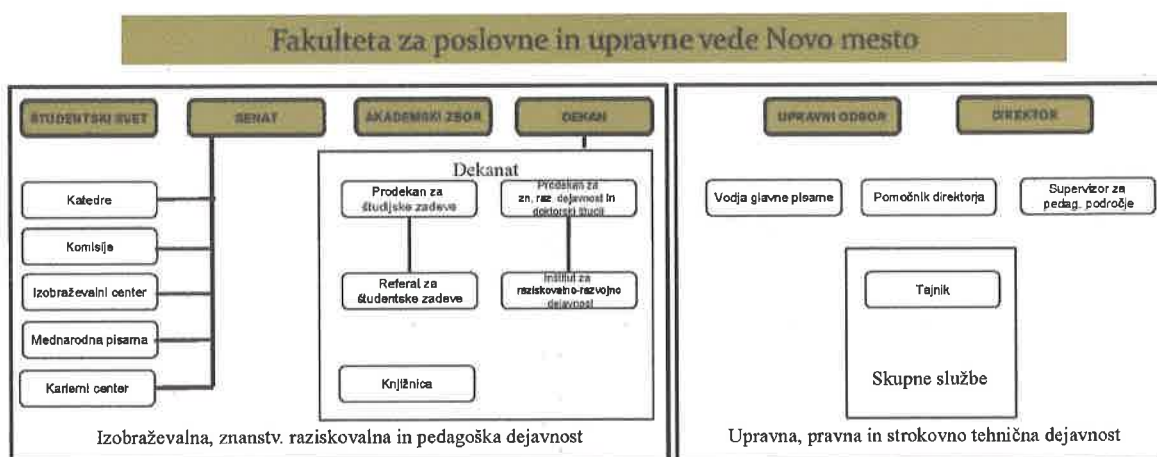 Fakulteta za poslovne in upravne vede Novo mesto
ŠTUDENTSKI SVET
SENAT
AKADEMSKI ZBOR
DEKAN
Katedre
Komisije
Izobraževalni center
Mednarodna pisarna
Karierni center
Dekanat
Prodekan za
študijske zadeve
Prodekan za
zn, raz. dejavnost in
doktorski študij
Referat za
študentske zadeve
Inštitut za
raziskovalno-razvojno
dejavnost
Knjižnica
Izobraževalna, znanstv. raziskovalna in pedagoška dejavnost
UPRAVNI ODBOR
DIREKTOR
Vodja glavne pisarne
Pomočnik direktorja
Supervizor za
pedag. področje
Tajnik
Skupne službe
Upravna, pravna in strokovno tehnična dejavnost